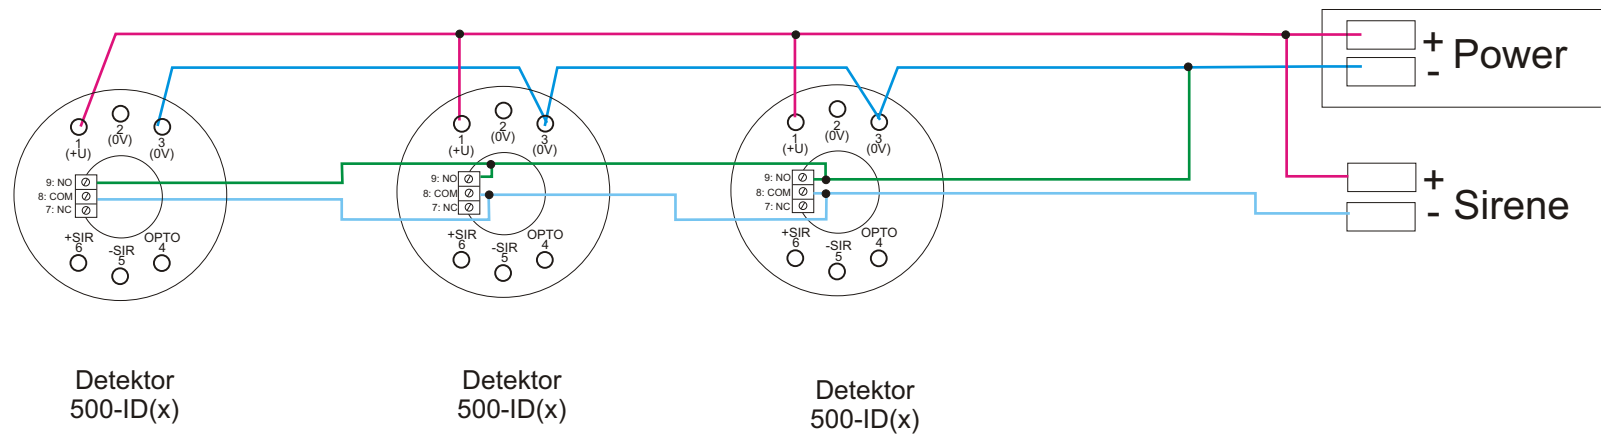 +
Power
-
1
(+U)
2
(0V)
3
(0V)
9: NO
8: COM
7: NC
+SIR
6
-SIR
5
OPTO
4
1
(+U)
2
(0V)
3
(0V)
9: NO
8: COM
7: NC
+SIR
6
-SIR
5
OPTO
4
1
(+U)
2
(0V)
3
(0V)
9: NO
8: COM
7: NC
+SIR
6
-SIR
5
OPTO
4
+
Sirene
-
Detektor
500-ID(x)
Detektor
500-ID(x)
Detektor
500-ID(x)